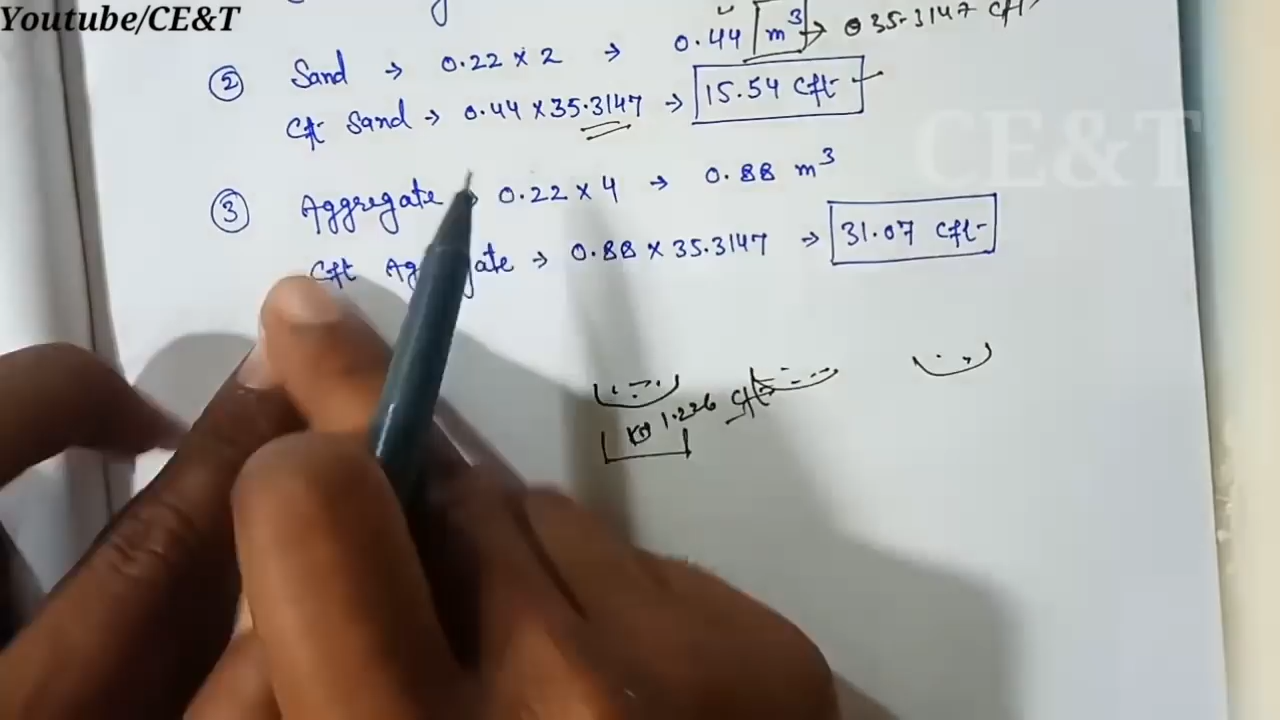 Youtube/CE&T
② Sand → 0.22 × 2 → 0.44 m³ → 35.3147 cft
Cft Sand → 0.44 × 35.3147 → 15.54 Cft
CE&T
③ Aggregate → 0.22 × 4 → 0.88 m³
Cft Aggregate → 0.88 × 35.3147 → 31.07 Cft
1.226 Cft